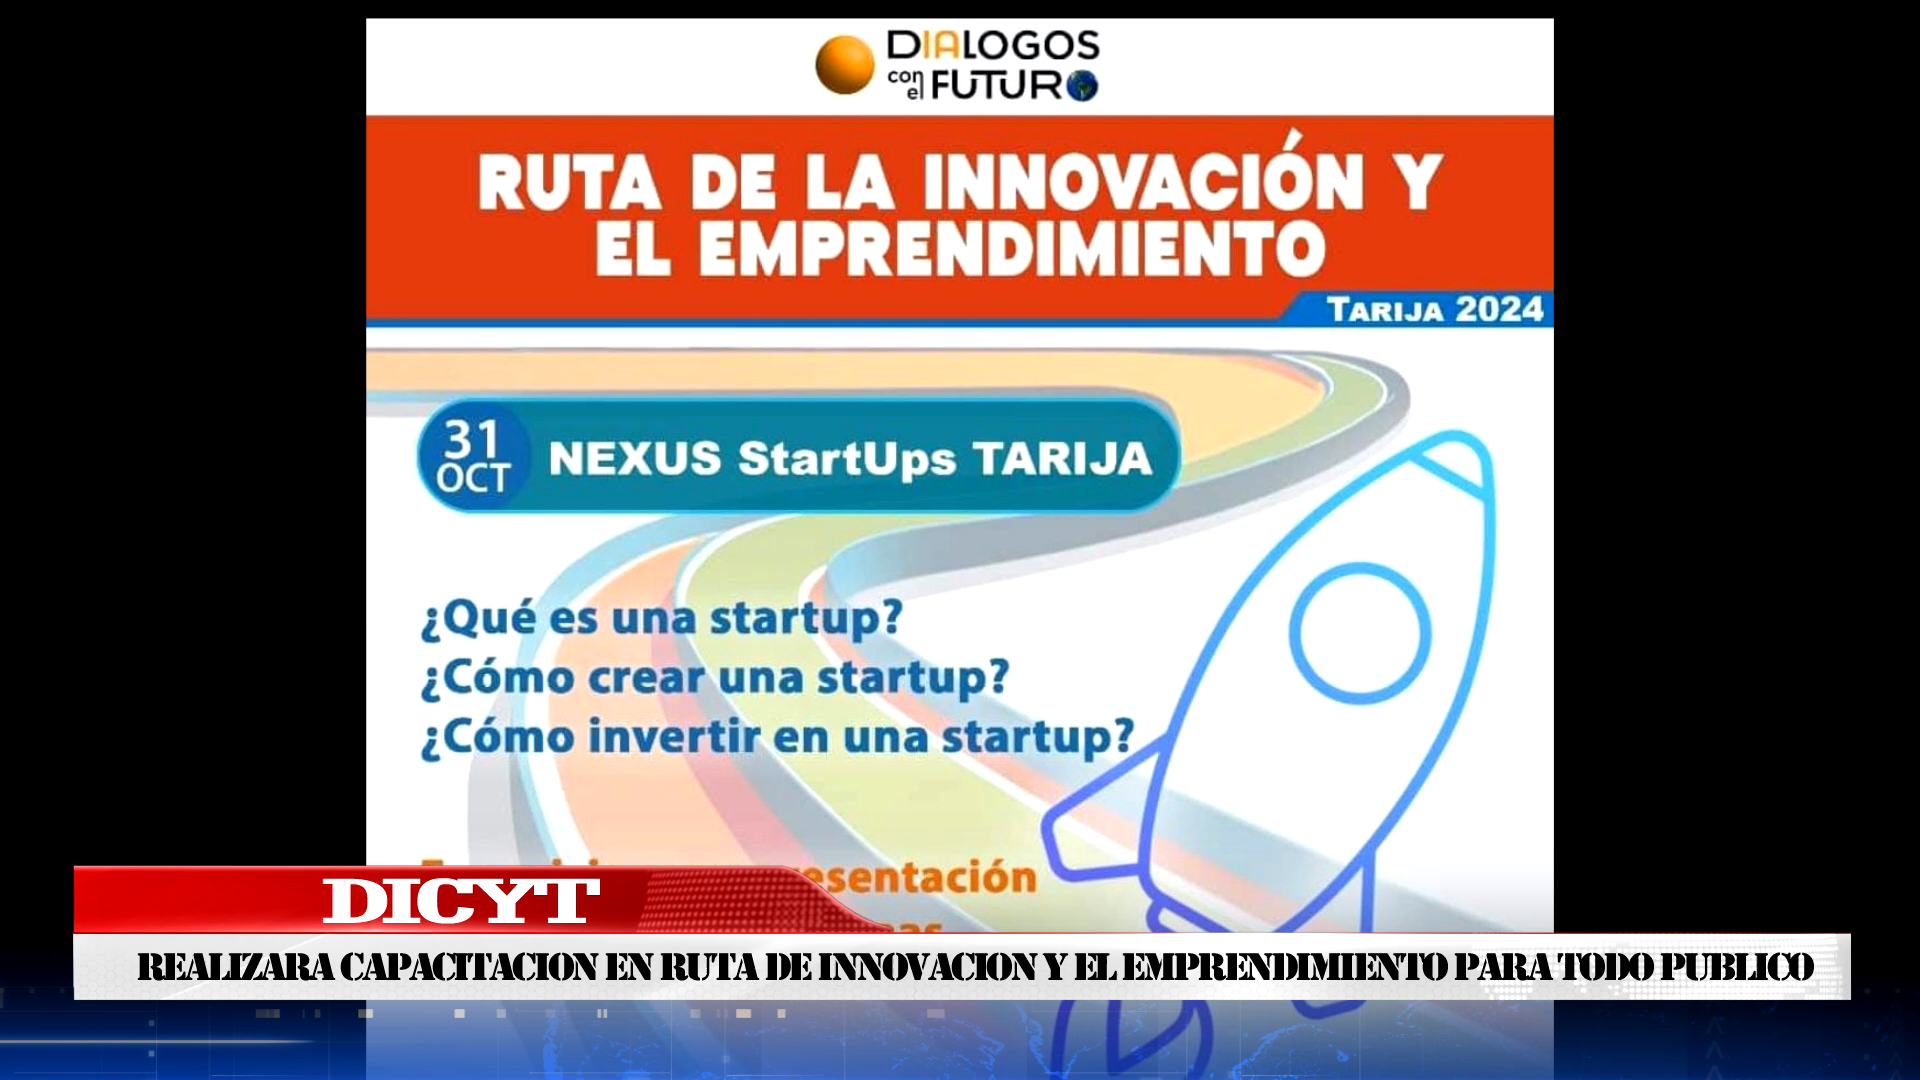 DIALOGOS
con el FUTURO
RUTA DE LA INNOVACIÓN Y
EL EMPRENDIMIENTO
TARIJA 2024
31
OCT
NEXUS StartUps TARIJA
¿Qué es una startup?
¿Cómo crear una startup?
¿Cómo invertir en una startup?
DICYT
REALIZARA CAPACITACION EN RUTA DE INNOVACION Y EL EMPRENDIMIENTO PARA TODO PUBLICO